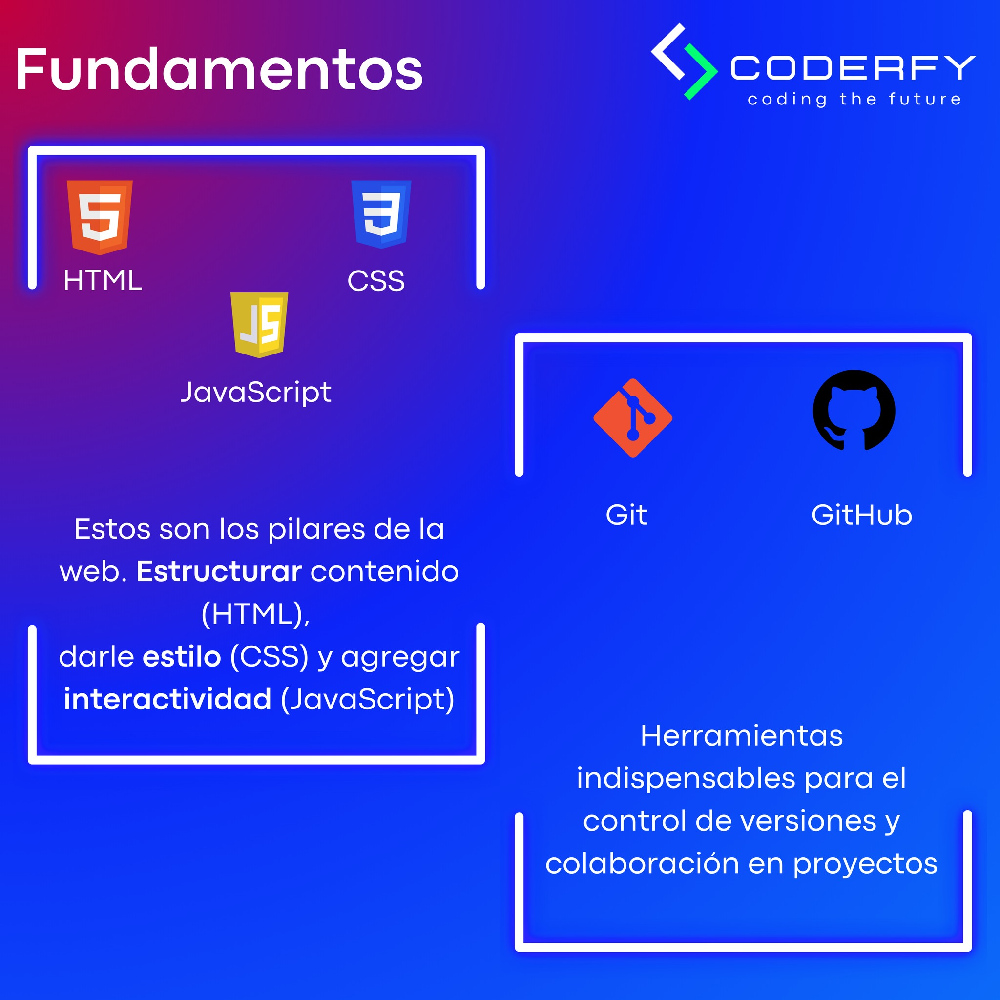 Fundamentos
CODERFY
coding the future
HTML
CSS
JavaScript
Estos son los pilares de la
web. Estructurar contenido
(HTML),
darle estilo (CSS) y agregar
interactividad (JavaScript)
Git
GitHub
Herramientas
indispensables para el
control de versiones y
colaboración en proyectos